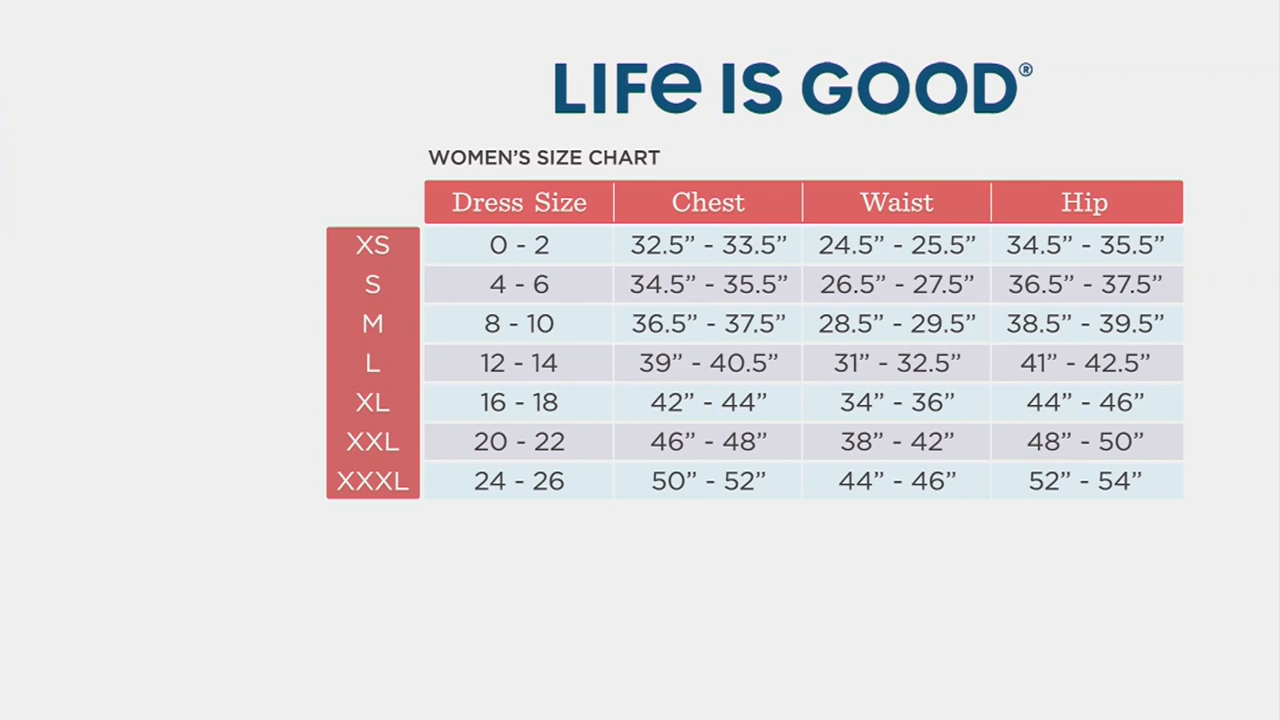 LIFe IS GOOD®
WOMEN’S SIZE CHART
Dress Size Chest Waist Hip
XS 0 - 2 32.5” - 33.5” 24.5” - 25.5” 34.5” - 35.5”
S 4 - 6 34.5” - 35.5” 26.5” - 27.5” 36.5” - 37.5”
M 8 - 10 36.5” - 37.5” 28.5” - 29.5” 38.5” - 39.5”
L 12 - 14 39” - 40.5” 31” - 32.5” 41” - 42.5”
XL 16 - 18 42” - 44” 34” - 36” 44” - 46”
XXL 20 - 22 46” - 48” 38” - 42” 48” - 50”
XXXL 24 - 26 50” - 52” 44” - 46” 52” - 54”